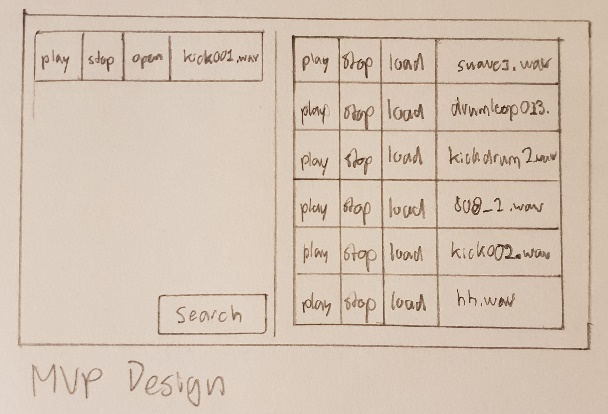 play stop open kick001.wav
Search
play stop load snare1.wav
play stop load drumloop013.
play stop load kickdrum2.wav
play stop load 808_2.wav
play stop load kick002.wav
play stop load hh.wav
MVP Design